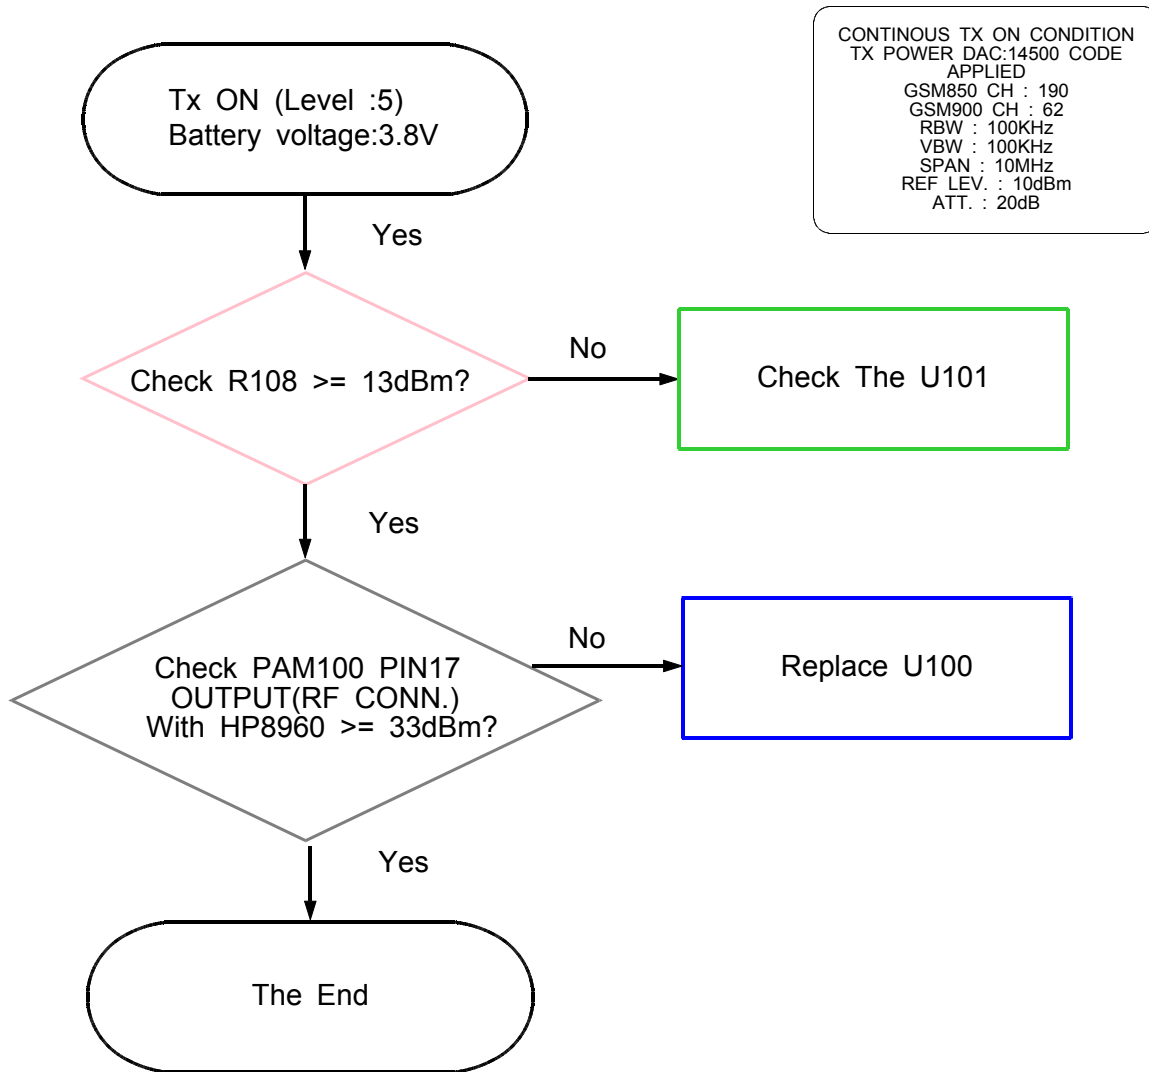 CONTINOUS TX ON CONDITION
TX POWER DAC:14500 CODE
APPLIED
GSM850 CH : 190
GSM900 CH : 62
RBW : 100KHz
VBW : 100KHz
SPAN : 10MHz
REF LEV. : 10dBm
ATT. : 20dB
Tx ON (Level :5)
Battery voltage:3.8V
Yes
Check R108 >= 13dBm?
No
Check The U101
Yes
Check PAM100 PIN17
OUTPUT(RF CONN.)
With HP8960 >= 33dBm?
No
Replace U100
Yes
The End